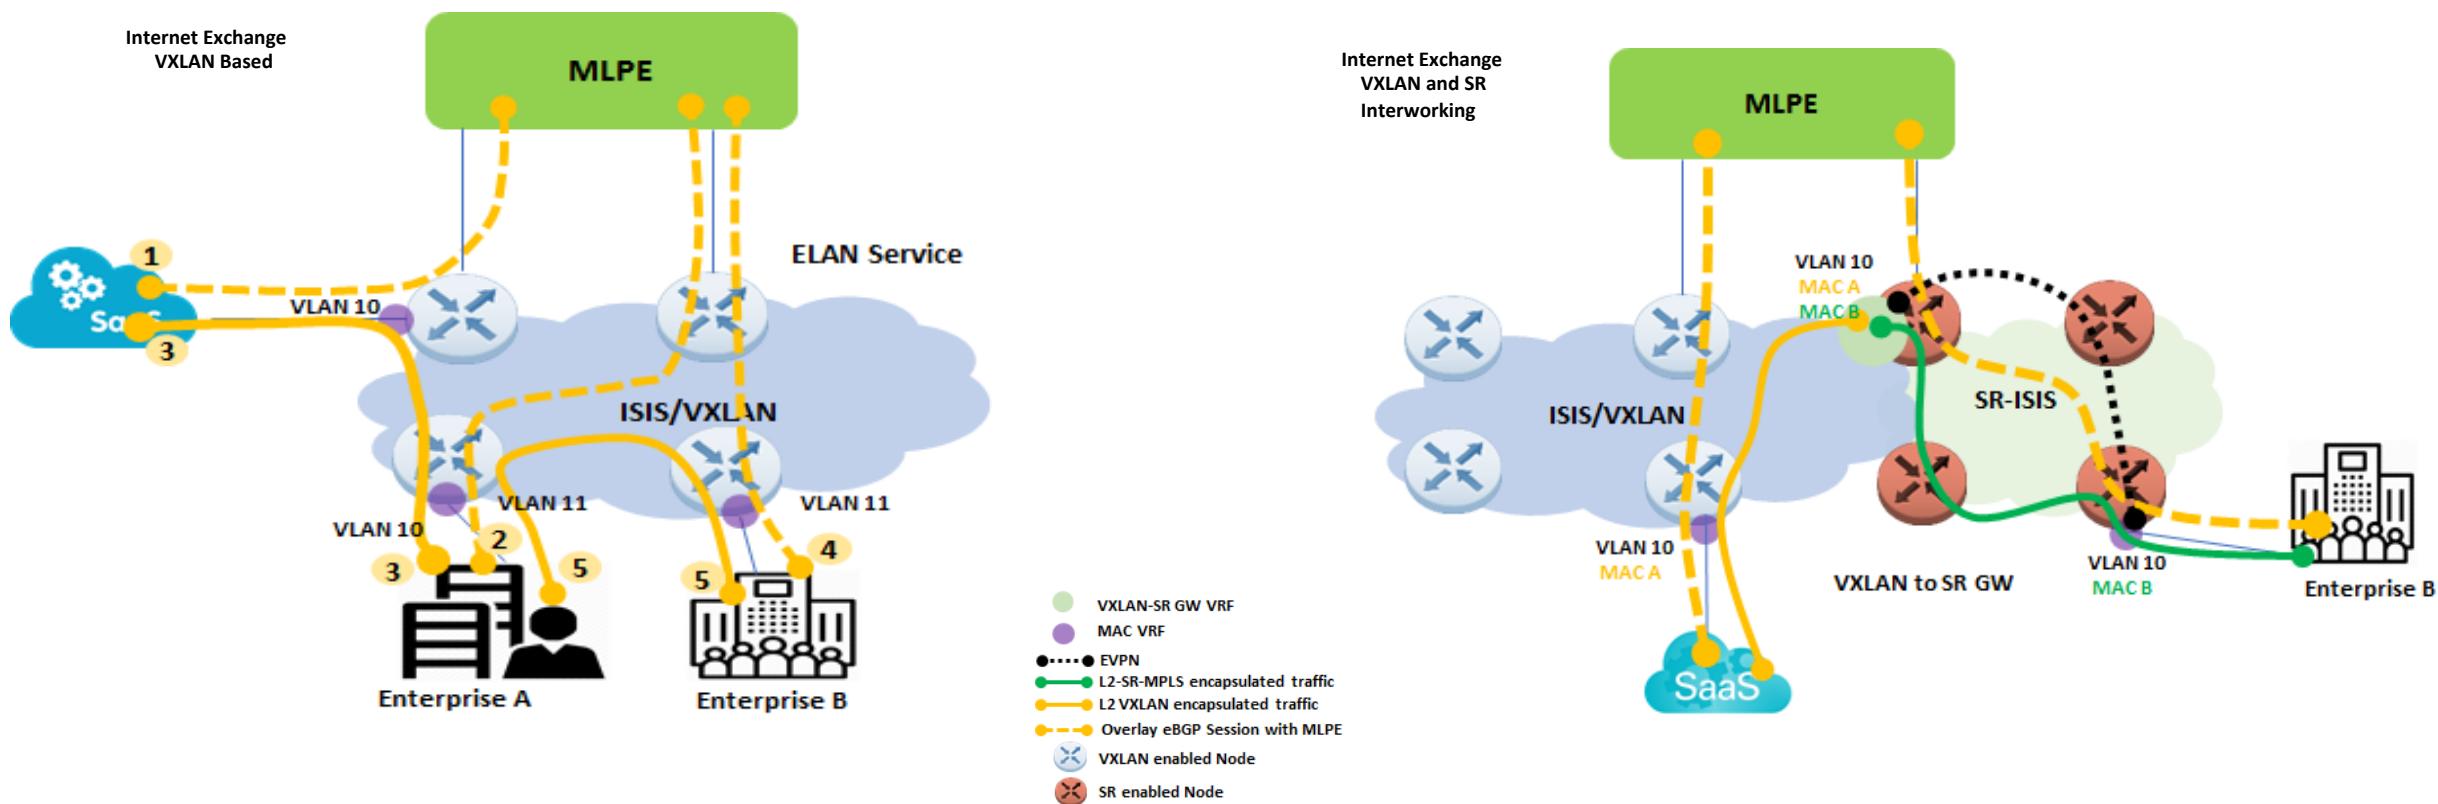 Internet Exchange
VXLAN Based
MLPE
1
ELAN Service
VLAN 10
SaaS
3
ISIS/VXLAN
VLAN 11
VLAN 11
VLAN 10
2
4
3
5
5
Enterprise A
Enterprise B
VXLAN-SR GW VRF
MAC VRF
EVPN
L2-SR-MPLS encapsulated traffic
L2 VXLAN encapsulated traffic
Overlay eBGP Session with MLPE
VXLAN enabled Node
SR enabled Node
Internet Exchange
VXLAN and SR
Interworking
MLPE
VLAN 10
MAC A
MAC B
ISIS/VXLAN
SR-ISIS
VLAN 10
MAC A
VXLAN to SR GW
VLAN 10
MAC B
Enterprise B
SaaS